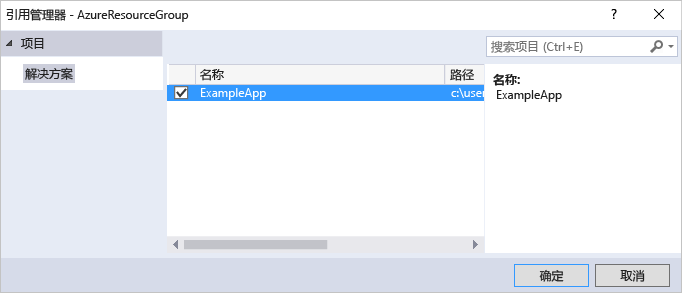 引用管理器 - AzureResourceGroup
项目
搜索项目 (Ctrl+E)
解决方案
名称 路径
ExampleApp c:\user
名称:
ExampleApp
确定 取消